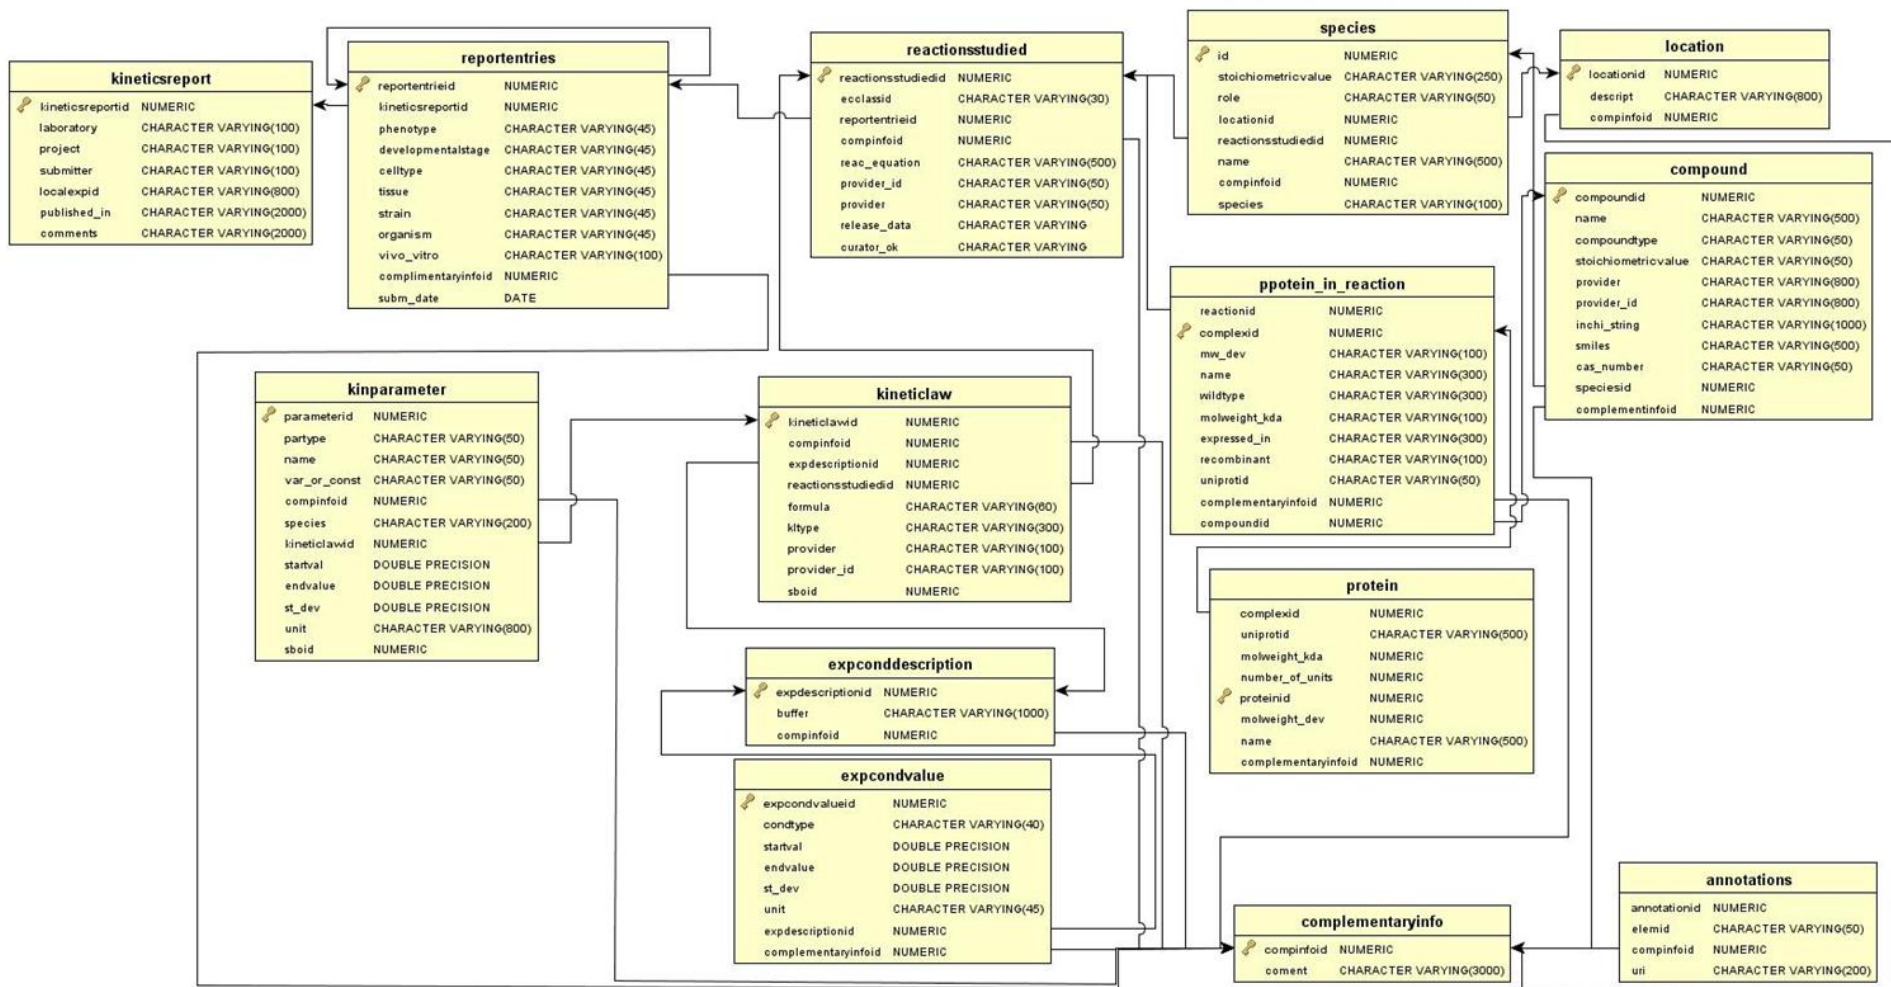 kineticsreport
kineticsreportid NUMERIC
laboratory CHARACTER VARYING(100)
project CHARACTER VARYING(100)
submitter CHARACTER VARYING(100)
localexpid CHARACTER VARYING(800)
published_in CHARACTER VARYING(2000)
comments CHARACTER VARYING(2000)
reportentries
reportentrieid NUMERIC
kineticsreportid NUMERIC
phenotype CHARACTER VARYING(45)
developmentalstage CHARACTER VARYING(45)
celltype CHARACTER VARYING(45)
tissue CHARACTER VARYING(45)
strain CHARACTER VARYING(45)
organism CHARACTER VARYING(45)
vivo_vitro CHARACTER VARYING(100)
complimentaryinfoid NUMERIC
subm_date DATE
reactionsstudied
reactionsstudiedid NUMERIC
ecclassid CHARACTER VARYING(30)
reportentrieid NUMERIC
compinfoid NUMERIC
reac_equation CHARACTER VARYING(500)
provider_id CHARACTER VARYING(50)
provider CHARACTER VARYING(50)
release_data CHARACTER VARYING
curator_ok CHARACTER VARYING
species
id NUMERIC
stoichiometricvalue CHARACTER VARYING(250)
role CHARACTER VARYING(50)
locationid NUMERIC
reactionsstudiedid NUMERIC
name CHARACTER VARYING(500)
compinfoid NUMERIC
species CHARACTER VARYING(100)
location
locationid NUMERIC
descript CHARACTER VARYING(800)
compinfoid NUMERIC
compound
compoundid NUMERIC
name CHARACTER VARYING(500)
compoundtype CHARACTER VARYING(50)
stoichiometricvalue CHARACTER VARYING(50)
provider CHARACTER VARYING(800)
provider_id CHARACTER VARYING(800)
inchi_string CHARACTER VARYING(1000)
smiles CHARACTER VARYING(500)
cas_number CHARACTER VARYING(50)
speciesid NUMERIC
complementinfoid NUMERIC
ppotein_in_reaction
reactionid NUMERIC
complexid NUMERIC
mw_dev CHARACTER VARYING(100)
name CHARACTER VARYING(300)
wildtype CHARACTER VARYING(300)
molweight_kda CHARACTER VARYING(100)
expressed_in CHARACTER VARYING(300)
recombinant CHARACTER VARYING(100)
uniprotid CHARACTER VARYING(50)
complementaryinfoid NUMERIC
compoundid NUMERIC
kinparameter
parameterid NUMERIC
partype CHARACTER VARYING(50)
name CHARACTER VARYING(50)
var_or_const CHARACTER VARYING(50)
compinfoid NUMERIC
species CHARACTER VARYING(200)
kineticlawid NUMERIC
startval DOUBLE PRECISION
endvalue DOUBLE PRECISION
st_dev DOUBLE PRECISION
unit CHARACTER VARYING(800)
sboid NUMERIC
kineticlaw
kineticlawid NUMERIC
compinfoid NUMERIC
expdescriptionid NUMERIC
reactionsstudiedid NUMERIC
formula CHARACTER VARYING(60)
kltype CHARACTER VARYING(300)
provider CHARACTER VARYING(100)
provider_id CHARACTER VARYING(100)
sboid NUMERIC
protein
complexid NUMERIC
uniprotid CHARACTER VARYING(500)
molweight_kda NUMERIC
number_of_units NUMERIC
proteinid NUMERIC
molweight_dev NUMERIC
name CHARACTER VARYING(500)
complementaryinfoid NUMERIC
expconddescription
expdescriptionid NUMERIC
buffer CHARACTER VARYING(1000)
compinfoid NUMERIC
expcondvalue
expcondvalueid NUMERIC
condtype CHARACTER VARYING(40)
startval DOUBLE PRECISION
endvalue DOUBLE PRECISION
st_dev DOUBLE PRECISION
unit CHARACTER VARYING(45)
expdescriptionid NUMERIC
complementaryinfoid NUMERIC
complementaryinfo
compinfoid NUMERIC
coment CHARACTER VARYING(3000)
annotations
annotationid NUMERIC
elemid CHARACTER VARYING(50)
compinfoid NUMERIC
uri CHARACTER VARYING(200)